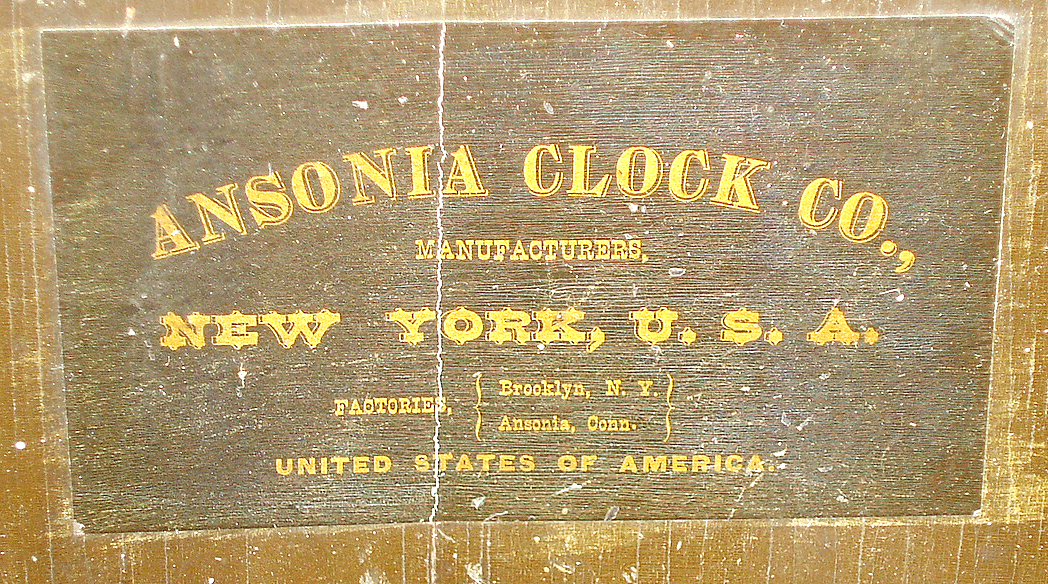 ANSONIA CLOCK CO.,
MANUFACTURERS,
NEW YORK, U. S. A.
FACTORIES, { Brooklyn, N. Y. }
{ Ansonia, Conn. }
UNITED STATES OF AMERICA.